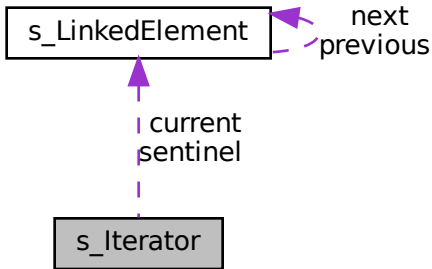 s_LinkedElement
next
previous
current
sentinel
s_Iterator